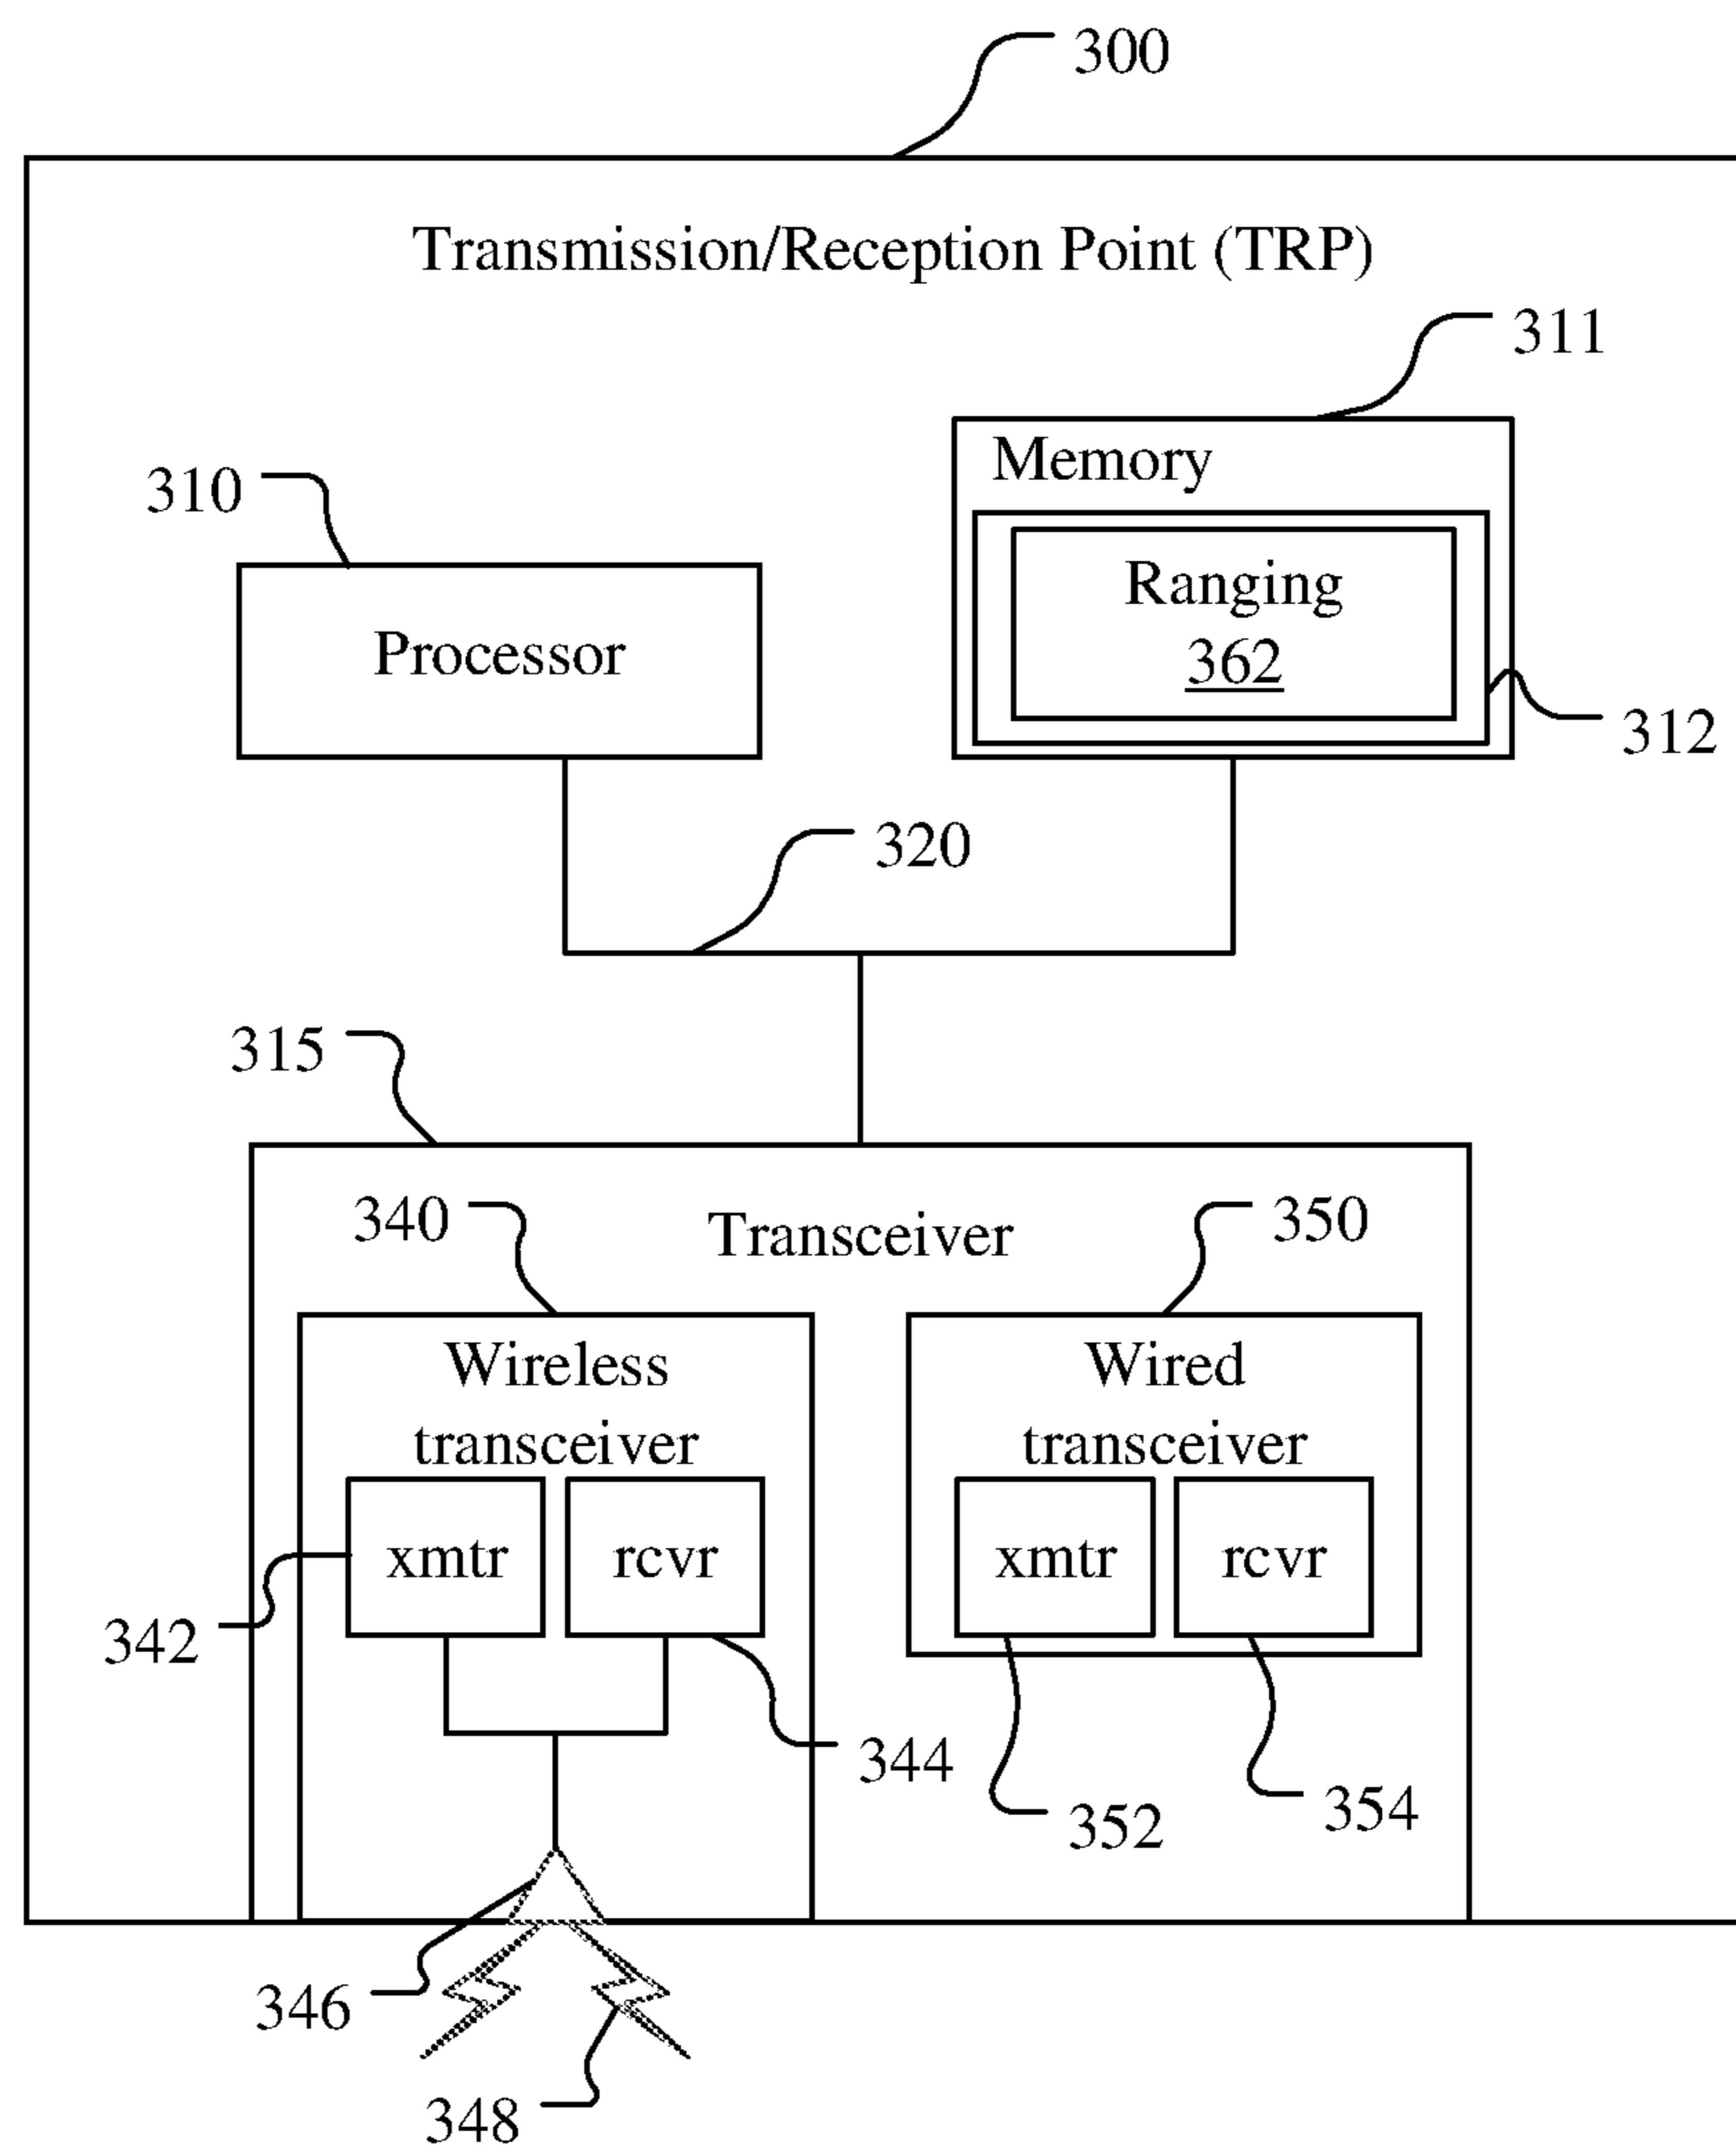 300
Transmission/Reception Point (TRP)
311
Memory
310
Ranging
Processor
362
312
320
315
340
Transceiver
350
Wireless
transceiver
Wired
transceiver
xmtr
rcvr
xmtr
rcvr
342
344
352
354
346
348